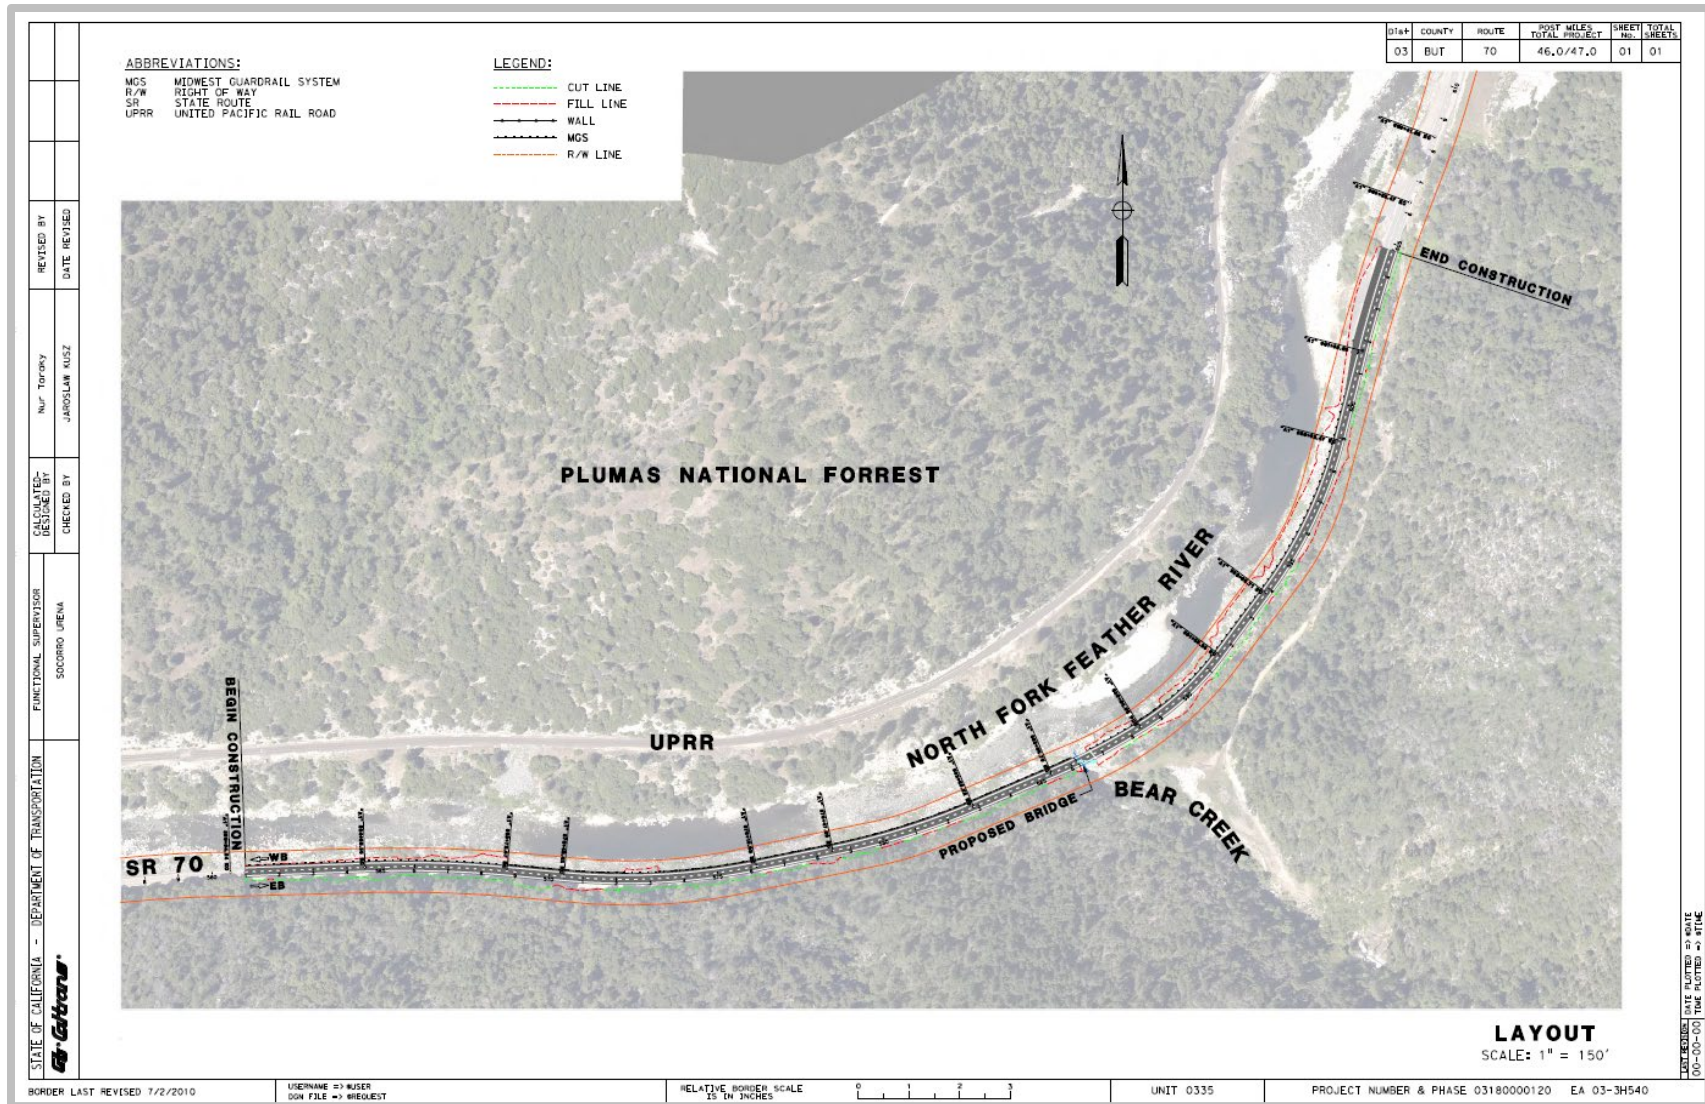 Dist COUNTY ROUTE POST MILES TOTAL PROJECT SHEET No. TOTAL SHEETS
03 BUT 70 46.0/47.0 01 01
ABBREVIATIONS:
MGS MIDWEST GUARDRAIL SYSTEM
R/W RIGHT OF WAY
SR STATE ROUTE
UPRR UNITED PACIFIC RAIL ROAD
LEGEND:
CUT LINE
FILL LINE
WALL
MGS
R/W LINE
END CONSTRUCTION
PLUMAS NATIONAL FORREST
NORTH FORK FEATHER RIVER
UPRR
BEGIN CONSTRUCTION
PROPOSED BRIDGE
BEAR CREEK
SR 70
WB
EB
LAYOUT
SCALE: 1" = 150'
REVISED BY
DATE REVISED
Nur Toraky
JAROSLAW KUSZ
CALCULATED-
DESIGNED BY
CHECKED BY
FUNCTIONAL SUPERVISOR
SOCORRO URENA
STATE OF CALIFORNIA - DEPARTMENT OF TRANSPORTATION
Caltrans
DATE PLOTTED => $DATE
TIME PLOTTED => $TIME
LAST REVISION
00-00-00
BORDER LAST REVISED 7/2/2010
USERNAME => $USER
DGN FILE => $REQUEST
RELATIVE BORDER SCALE
IS IN INCHES
0 1 2 3
UNIT 0335
PROJECT NUMBER & PHASE 03180000120 EA 03-3H540